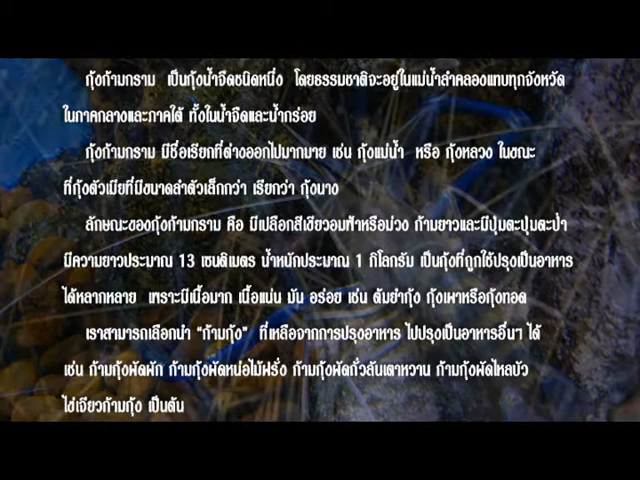 กุ้งก้ามกราม เป็นกุ้งน้ำจืดชนิดหนึ่ง โดยธรรมชาติจะอยู่ในแม่น้ำลำคลองแทบทุกจังหวัด
ในภาคกลางและภาคใต้ ทั้งในน้ำจืดและน้ำกร่อย
กุ้งก้ามกราม มีชื่อเรียกที่ต่างออกไปมากมาย เช่น กุ้งแม่น้ำ หรือ กุ้งหลวง ในขณะ
ที่กุ้งตัวเมียที่มีขนาดลำตัวเล็กกว่า เรียกว่า กุ้งนาง
ลักษณะของกุ้งก้ามกราม คือ มีเปลือกสีเขียวอมฟ้าหรือม่วง ก้ามยาวและมีปุ่มตะปุ่มตะป่ำ
มีความยาวประมาณ 13 เซนติเมตร น้ำหนักประมาณ 1 กิโลกรัม เป็นกุ้งที่ถูกใช้ปรุงเป็นอาหาร
ได้หลากหลาย เพราะมีเนื้อมาก เนื้อแน่น มัน อร่อย เช่น ต้มยำกุ้ง กุ้งเผาหรือกุ้งทอด
เราสามารถเลือกนำ "ก้ามกุ้ง" ที่เหลือจากการปรุงอาหาร ไปปรุงเป็นอาหารอื่นๆ ได้
เช่น ก้ามกุ้งผัดผัก ก้ามกุ้งผัดหน่อไม้ฝรั่ง ก้ามกุ้งผัดถั่วลันเตาหวาน ก้ามกุ้งผัดไหลบัว
ไข่เจียวก้ามกุ้ง เป็นต้น